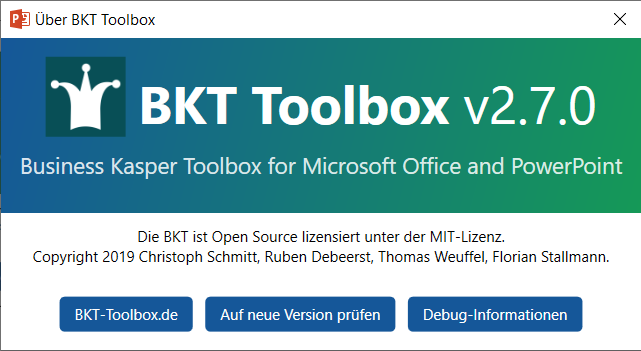 Über BKT Toolbox
BKT Toolbox v2.7.0
Business Kasper Toolbox for Microsoft Office and PowerPoint
Die BKT ist Open Source lizensiert unter der MIT-Lizenz.
Copyright 2019 Christoph Schmitt, Ruben Debeerst, Thomas Weuffel, Florian Stallmann.
BKT-Toolbox.de
Auf neue Version prüfen
Debug-Informationen